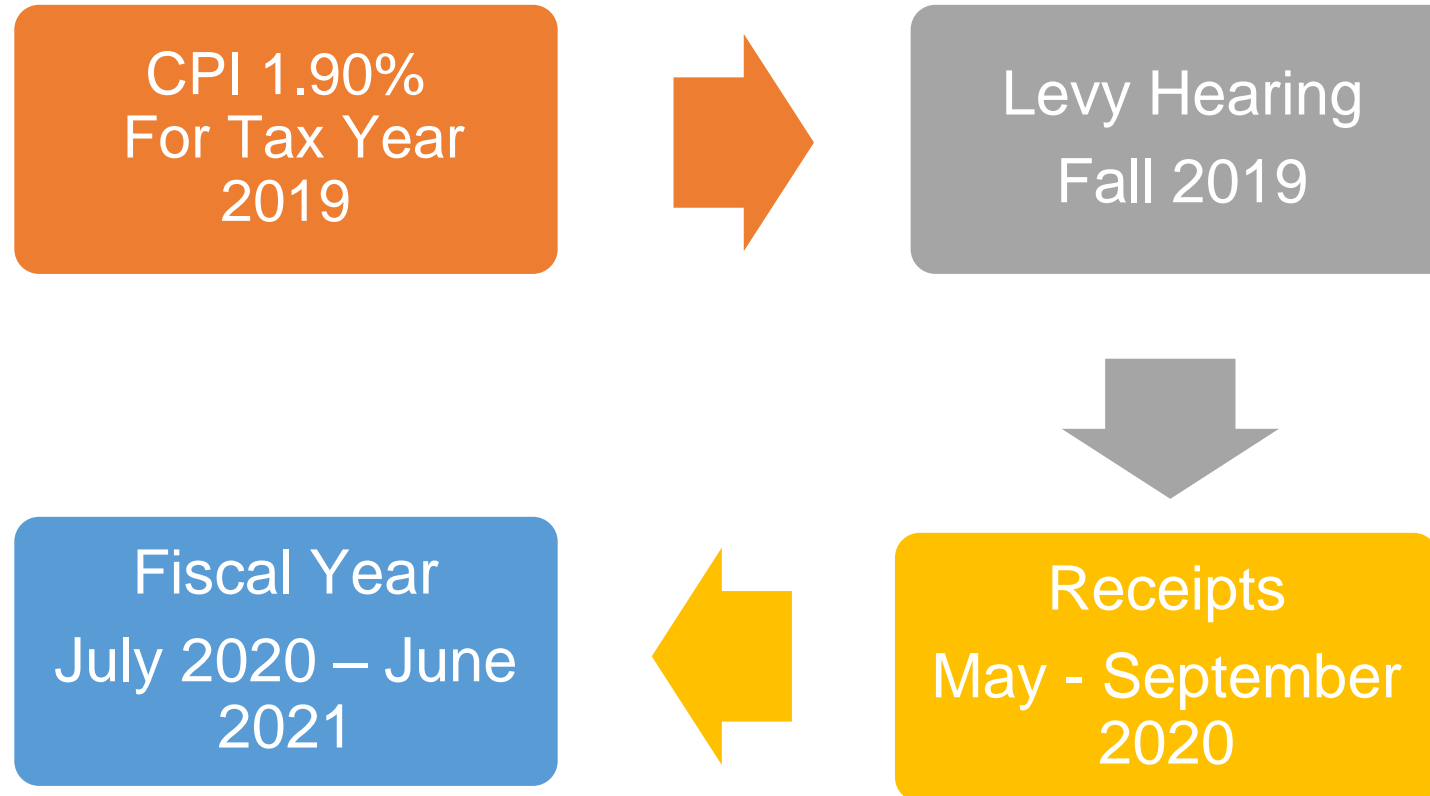 CPI 1.90%
For Tax Year
2019
Levy Hearing
Fall 2019
Receipts
May - September
2020
Fiscal Year
July 2020 – June
2021